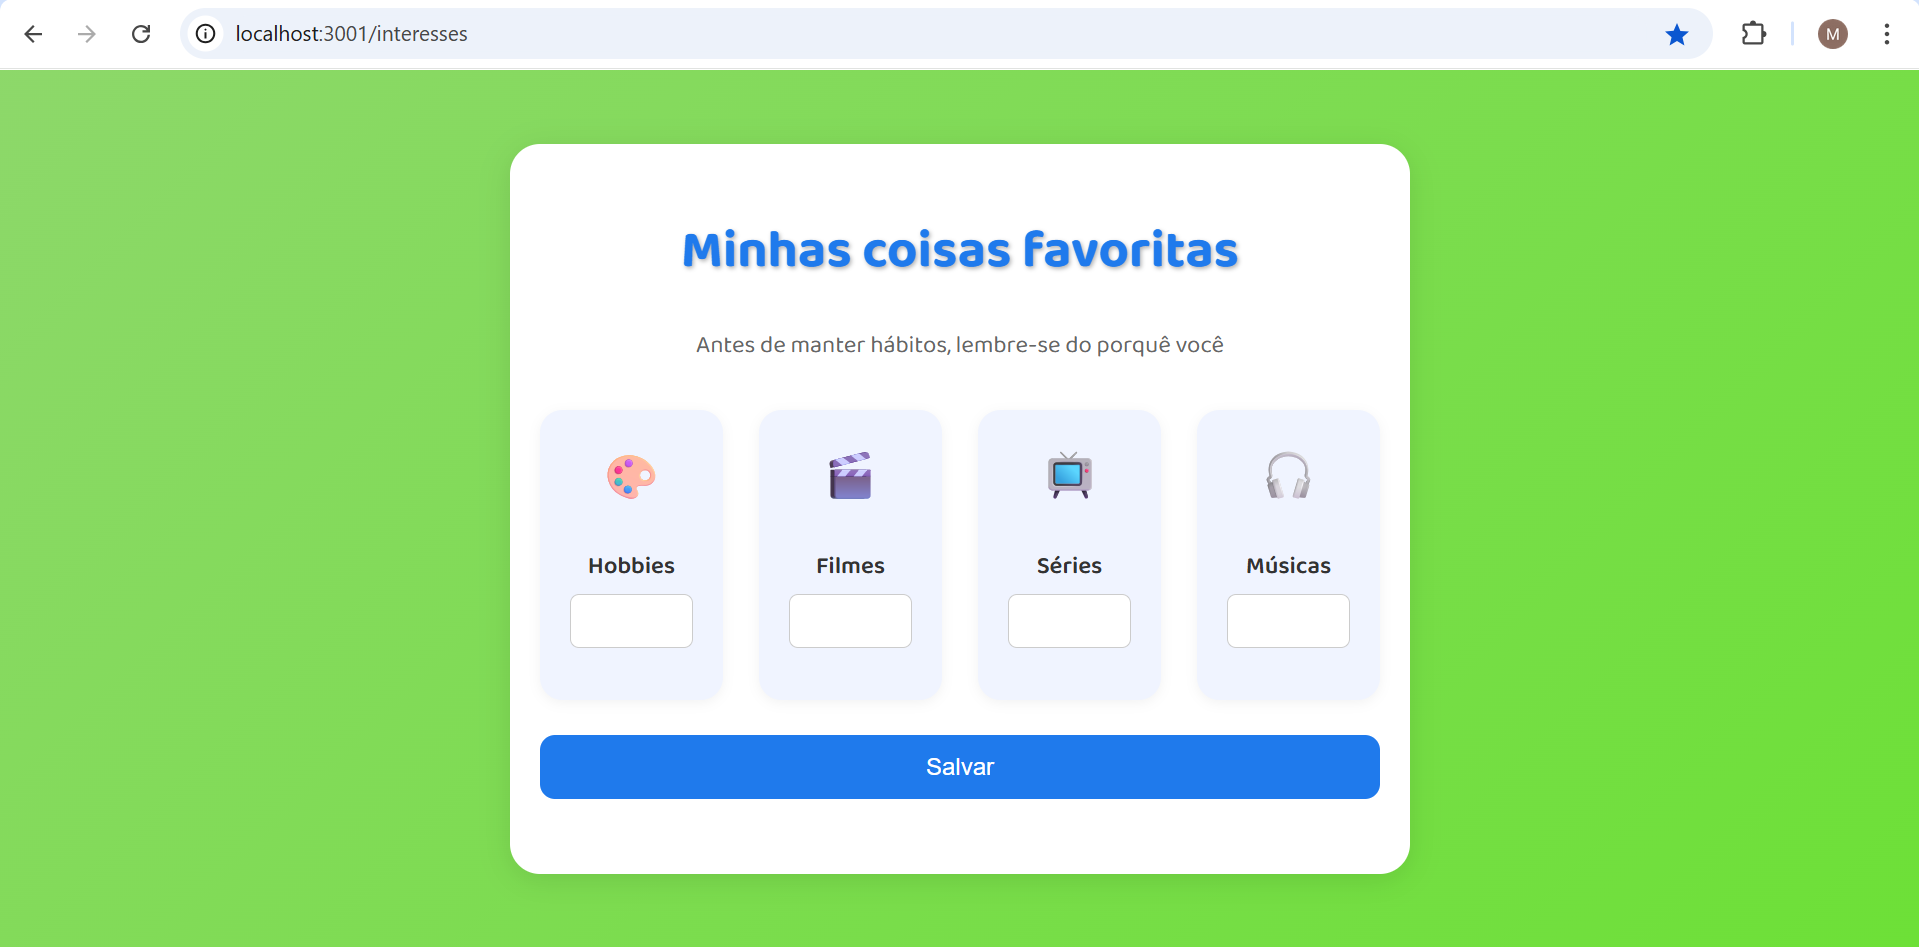 localhost:3001/interesses
M
Minhas coisas favoritas
Antes de manter hábitos, lembre-se do porquê você
Hobbies
Filmes
Séries
Músicas
Salvar